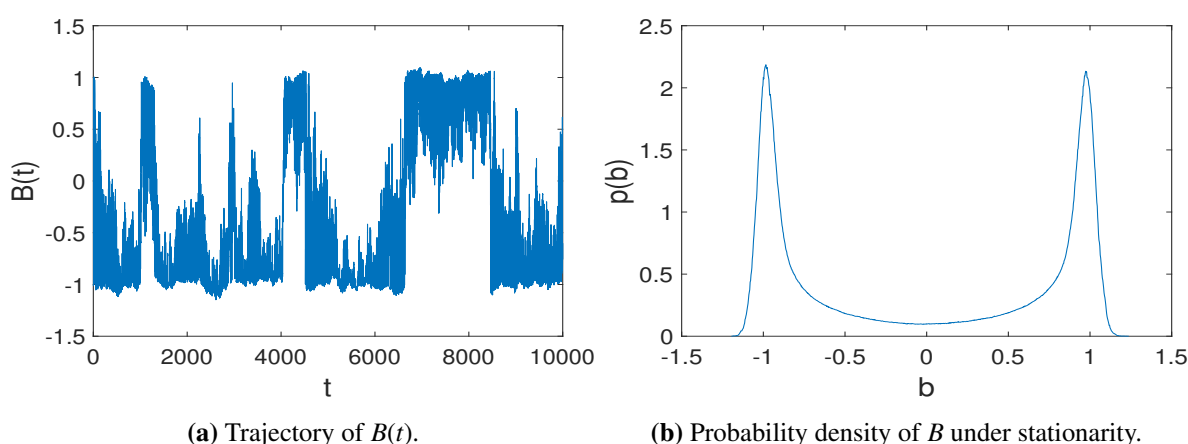 1.5
1
0.5
0
-0.5
-1
-1.5
B(t)
0 2000 4000 6000 8000 10000
t
(a) Trajectory of B(t).
2.5
2
1.5
1
0.5
0
p(b)
-1.5 -1 -0.5 0 0.5 1 1.5
b
(b) Probability density of B under stationarity.